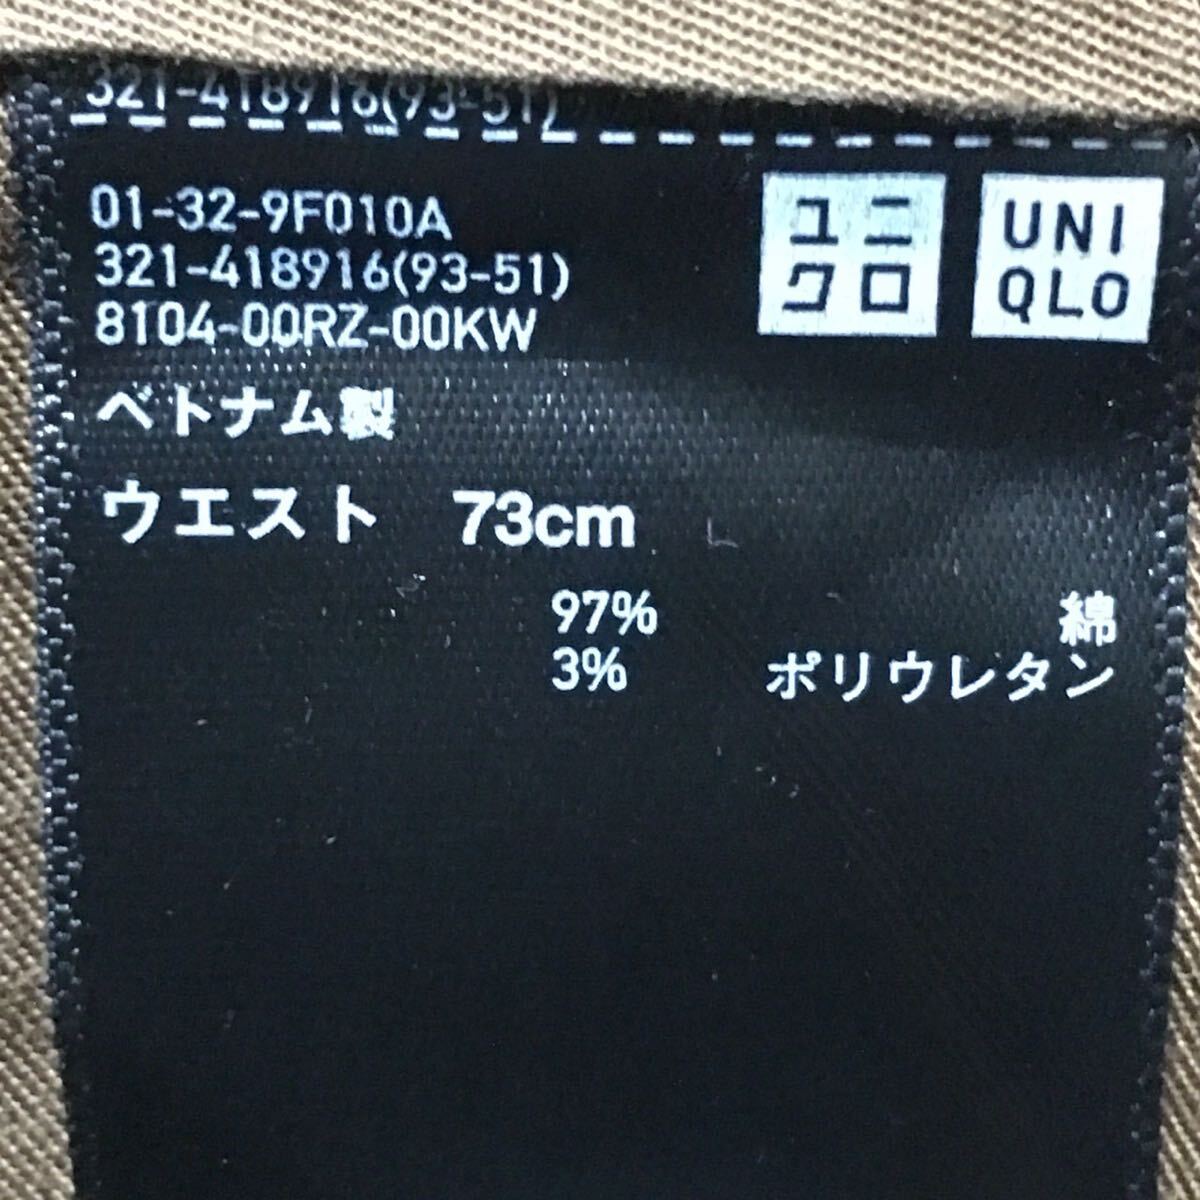 321-418916(93-51)
01-32-9F010A
321-418916(93-51)
8104-00RZ-00KW
ユニ
クロ
UNI
QLO
ベトナム製
ウエスト 73cm
97% 綿
3% ポリウレタン